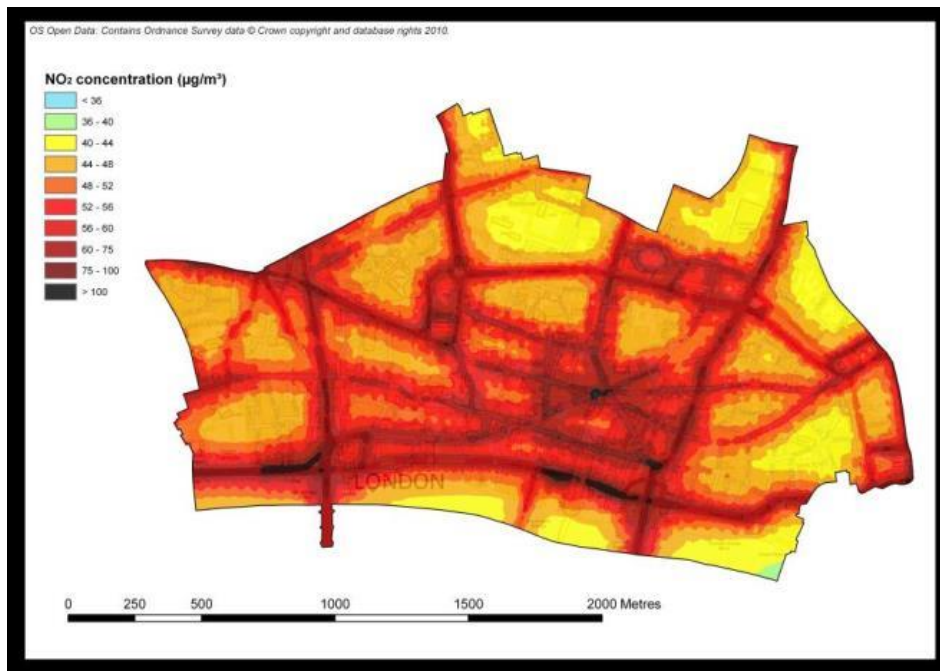 OS Open Data: Contains Ordnance Survey data © Crown copyright and database rights 2010.
NO₂ concentration (µg/m³)
< 36
36 - 40
40 - 44
44 - 48
48 - 52
52 - 56
56 - 60
60 - 75
75 - 100
> 100
LONDON
0 250 500 1000 1500 2000 Metres